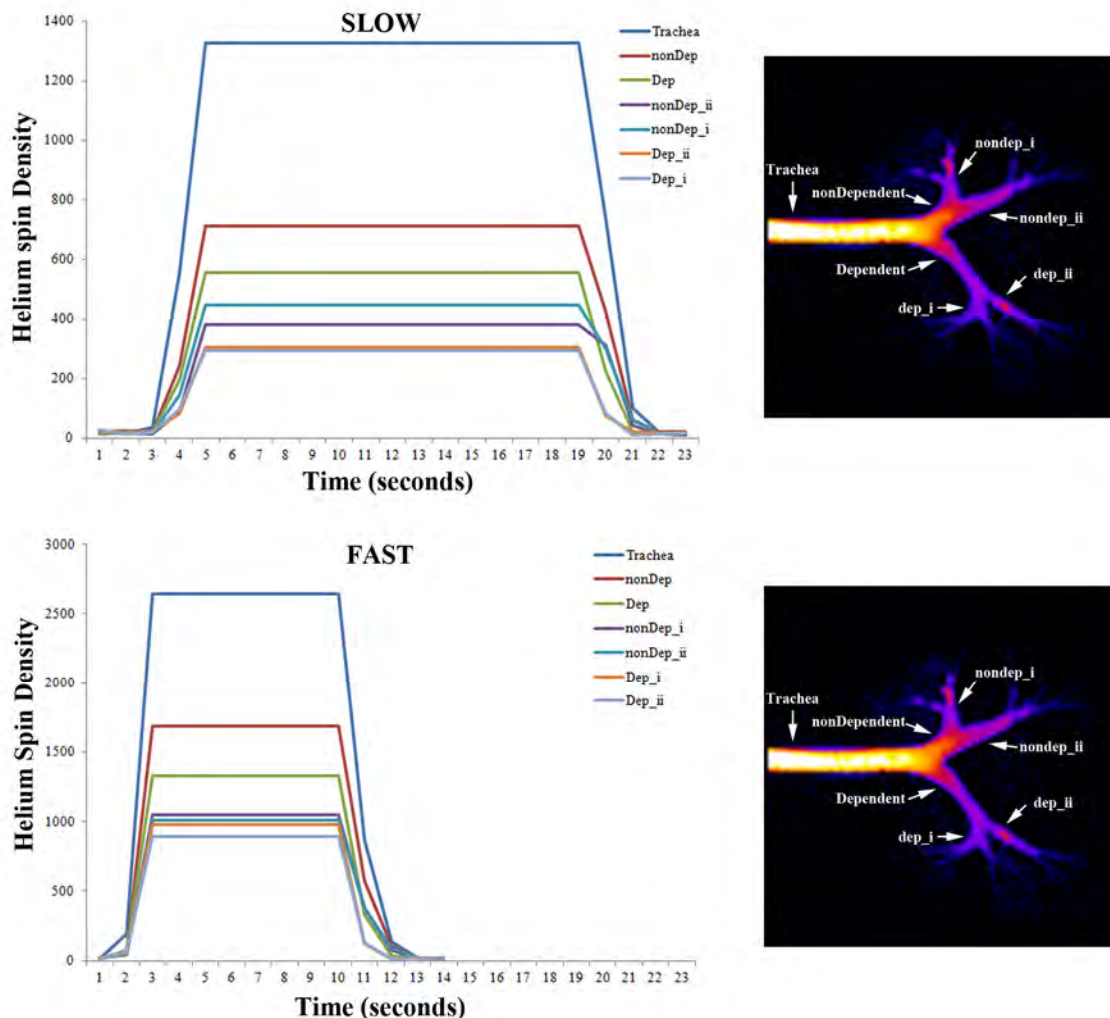 SLOW
Helium spin Density
1400
1200
1000
800
600
400
200
0
1 2 3 4 5 6 7 8 9 10 11 12 13 14 15 16 17 18 19 20 21 22 23
Time (seconds)
Trachea
nonDep
Dep
nonDep_ii
nonDep_i
Dep_ii
Dep_i
nondep_i
Trachea
nonDependent
nondep_ii
Dependent
dep_ii
dep_i
FAST
Helium Spin Density
3000
2500
2000
1500
1000
500
0
1 2 3 4 5 6 7 8 9 10 11 12 13 14 15 16 17 18 19 20 21 22 23
Time (seconds)
Trachea
nonDep
Dep
nonDep_i
nonDep_ii
Dep_i
Dep_ii
nondep_i
Trachea
nonDependent
nondep_ii
Dependent
dep_ii
dep_i